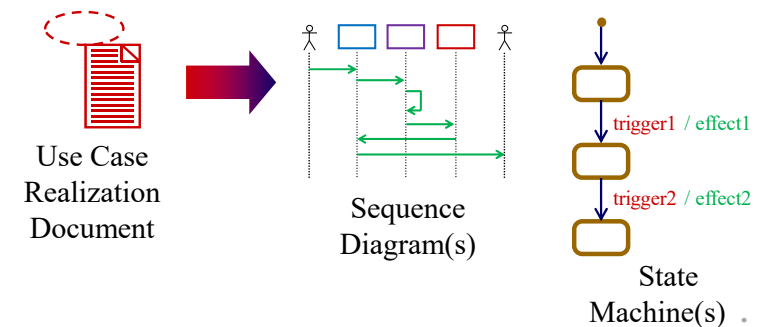 Use Case
Realization
Document
Sequence
Diagram(s)
trigger1 / effect1
trigger2 / effect2
State
Machine(s)